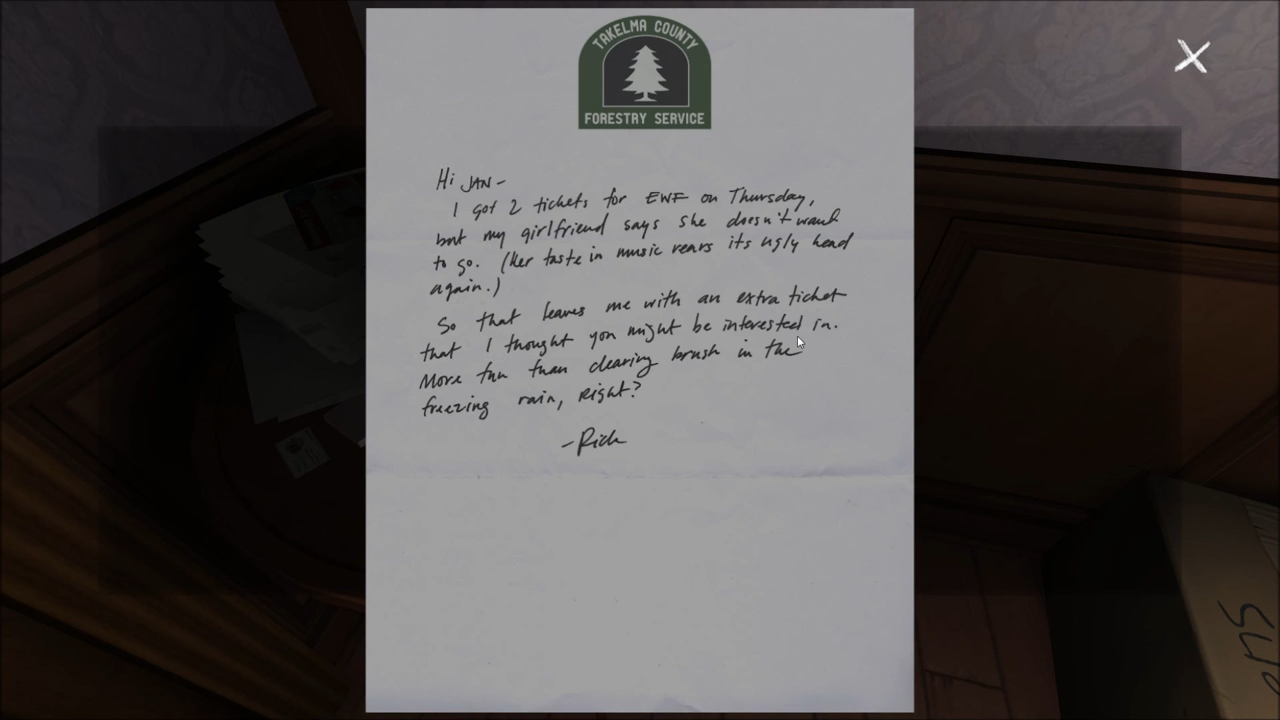 TAKELMA COUNTY
FORESTRY SERVICE
Hi JAN-
I got 2 tickets for EWF on Thursday,
but my girlfriend says she doesn't want
to go. (Her taste in music rears its ugly head
again.)
So that leaves me with an extra ticket
that I thought you might be interested in.
More fun than clearing brush in the
freezing rain, right?
-Rick